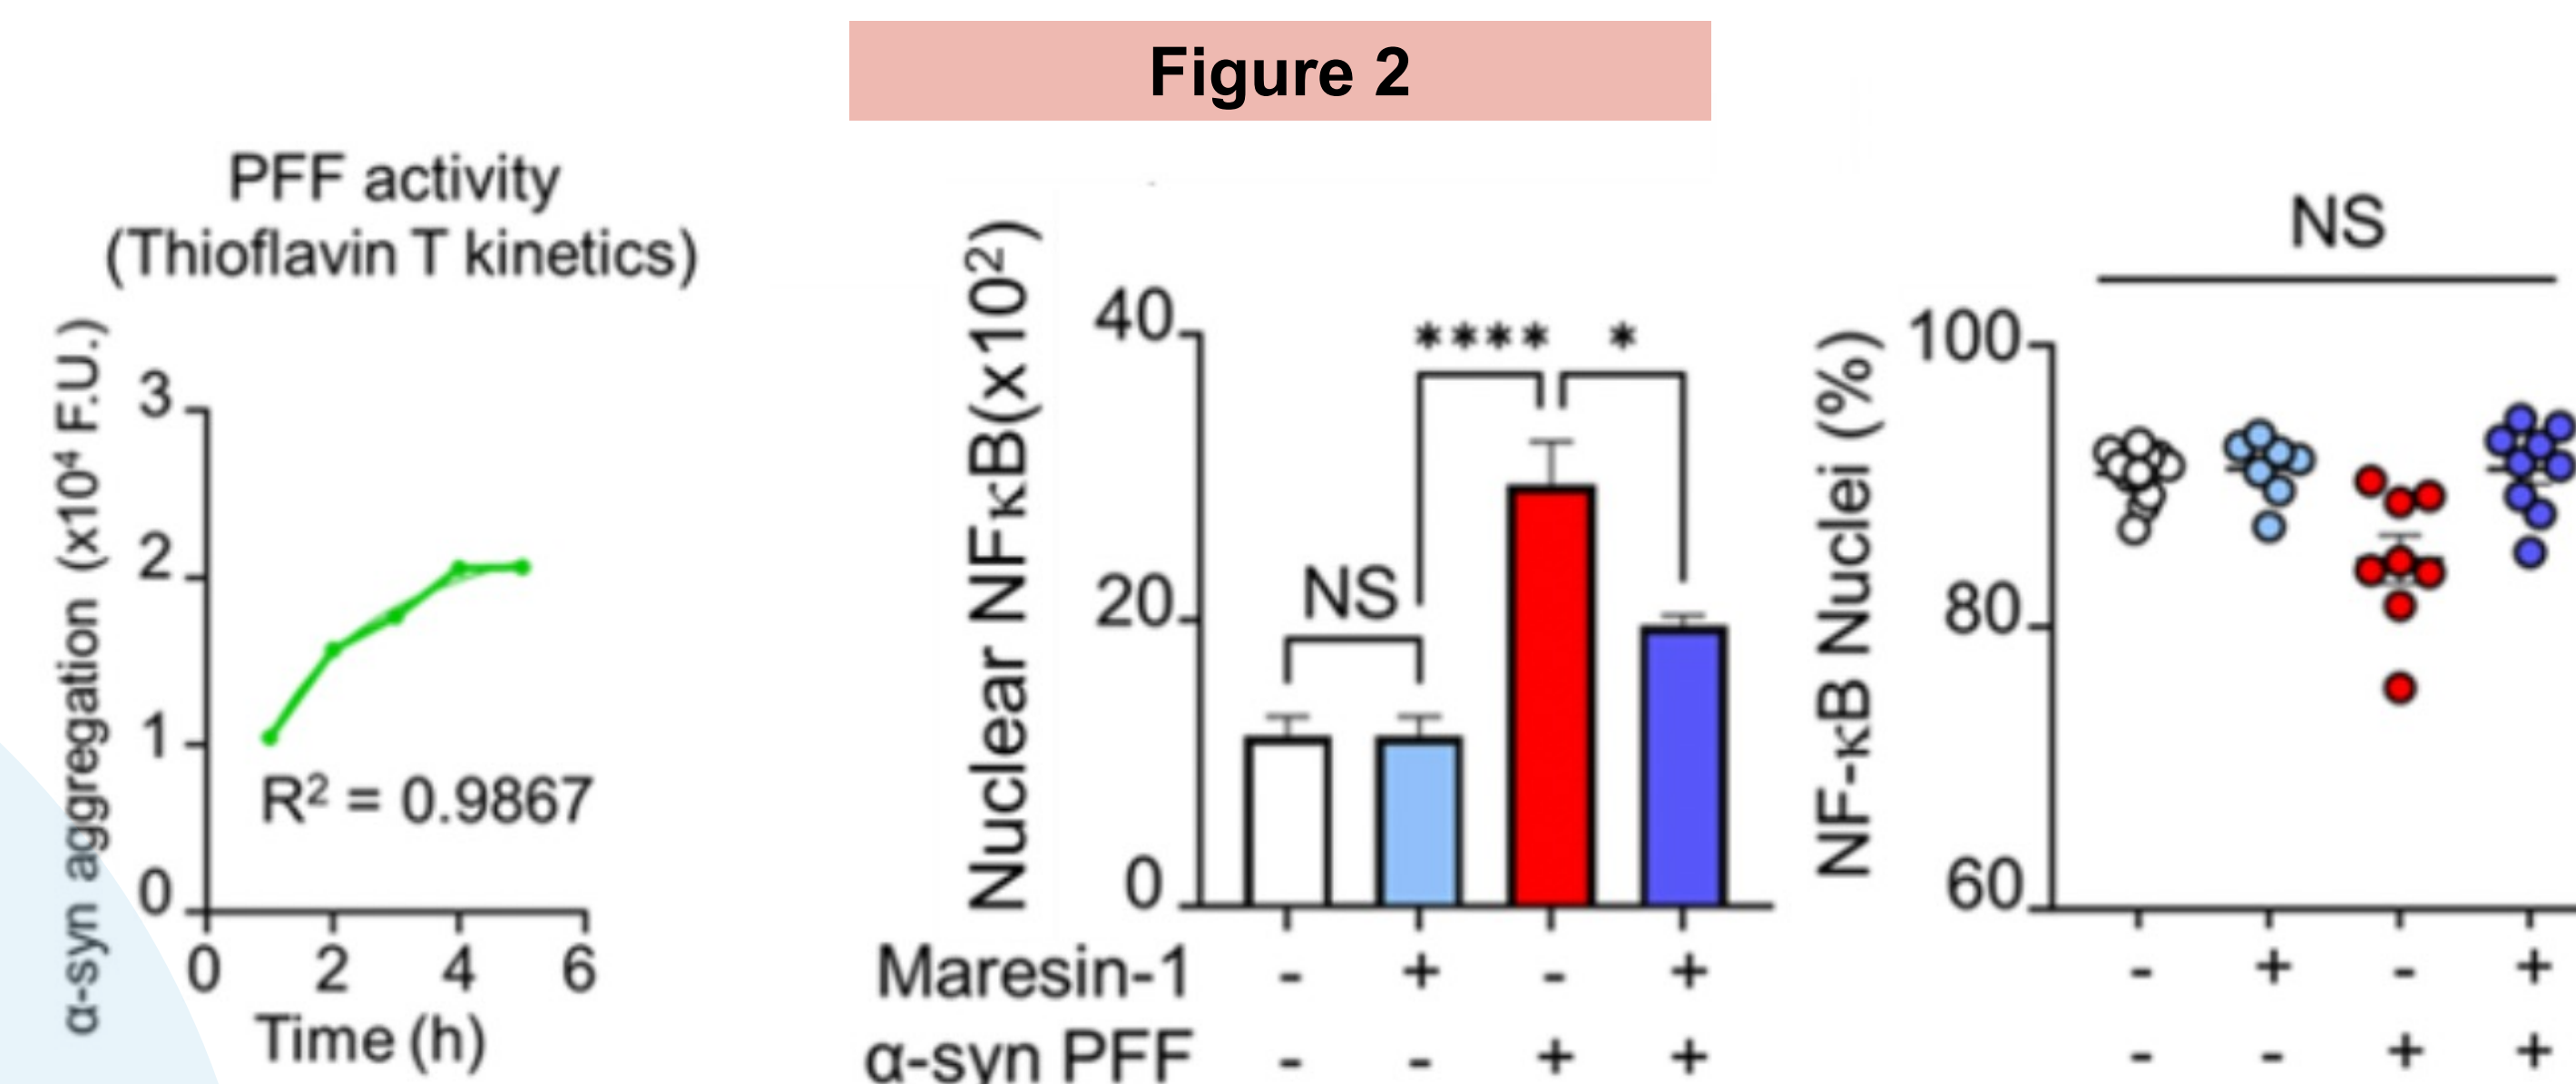 Figure 2
PFF activity
(Thioflavin T kinetics)
α-syn aggregation (x10⁴ F.U.)
3
2
1
0
R² = 0.9867
0 2 4 6
Time (h)
Nuclear NFκB(x10²)
40
20
0
NS
**** *
Maresin-1 - + - +
α-syn PFF - - + +
NF-κB Nuclei (%)
NS
100
80
60
- + - +
- - + +